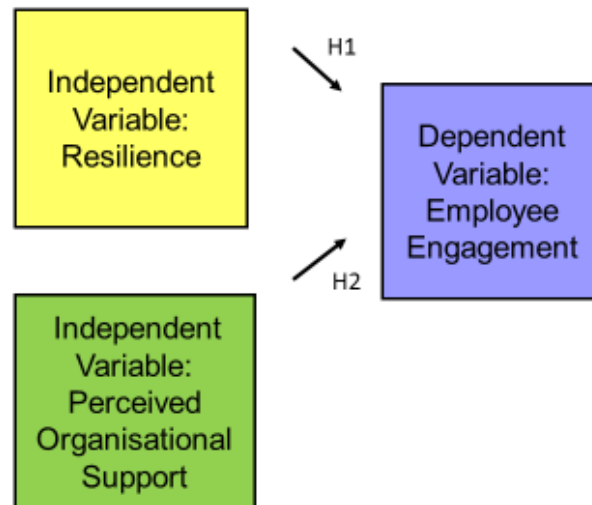 Independent
Variable:
Resilience
H1
Dependent
Variable:
Employee
Engagement
H2
Independent
Variable:
Perceived
Organisational
Support